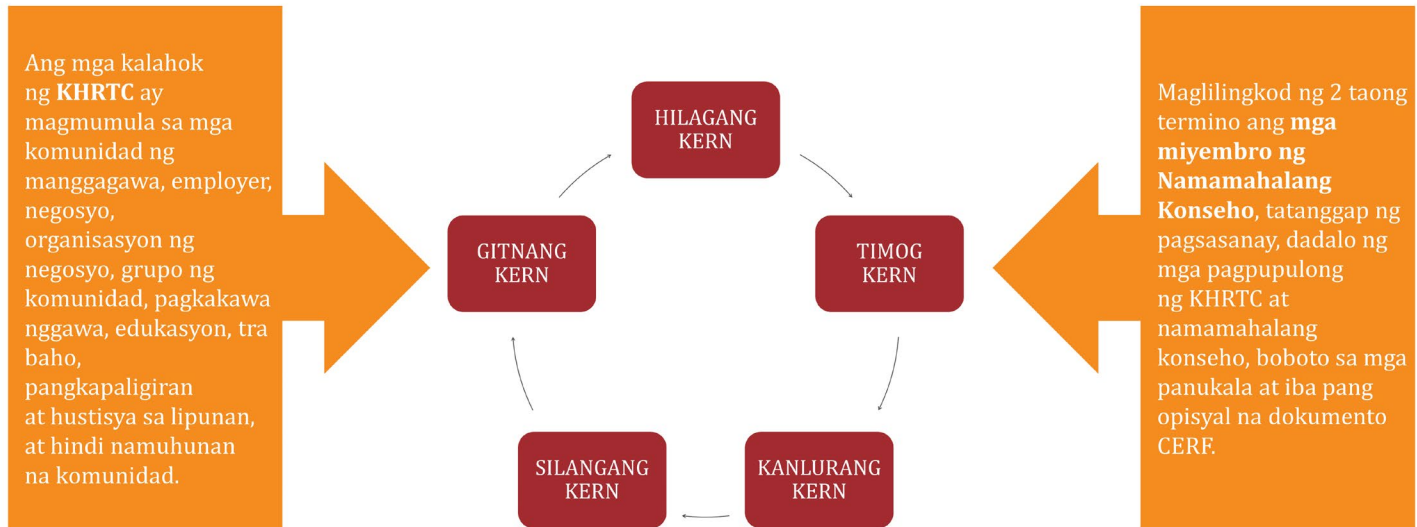 Ang mga kalahok
ng KHRTC ay
magmumula sa mga
komunidad ng
manggagawa, employer,
negosyo,
organisasyon ng
negosyo, grupo ng
komunidad, pagkakawa
nggawa, edukasyon, tra
baho,
pangkapaligiran
at hustisya sa lipunan,
at hindi namuhunan
na komunidad.
HILAGANG
KERN
TIMOG
KERN
KANLURANG
KERN
SILANGANG
KERN
GITNANG
KERN
Maglilingkod ng 2 taong
termino ang mga
miyembro ng
Namamahalang
Konseho, tatanggap ng
pagsasanay, dadalo ng
mga pagpupulong
ng KHRTC at
namamahalang
konseho, boboto sa mga
panukala at iba pang
opisyal na dokumento
CERF.